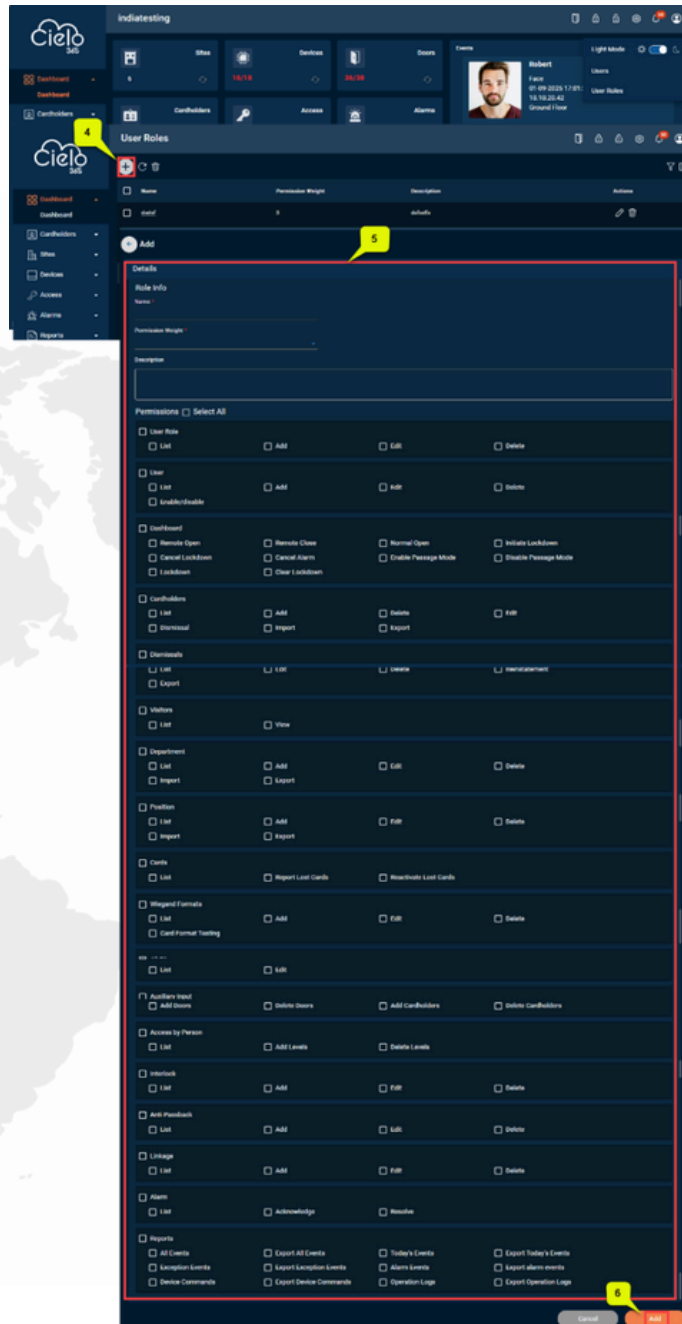 Cielo
365
indiatesting
Sites
Devices
Doors
Events
Light Mode
Robert
Face
Users
User Roles
10.10.20.42
Ground Floor
Dashboard
Dashboard
Cardholders
Cardholders
Access
Alarms
4
User Roles
Cielo
365
Name
Permission Weight
Description
Actions
Dashboard
Dashboard
Cardholders
Sites
Devices
Access
Alarms
Reports
Add
5
Details
Role Info
Name *
Permission Weight *
Description
Permissions Select All
User Role
List Add Edit Delete
User
List Add Edit Delete
Enable/disable
Dashboard
Remote Open Remote Close Normal Open Initiate Lockdown
Cancel Lockdown Cancel Alarm Enable Passage Mode Disable Passage Mode
Lockdown Clear Lockdown
Cardholders
List Add Delete Edit
Dismissal Import Export
Dismissals
List Edit Delete Reinstatement
Export
Visitors
List View
Department
List Add Edit Delete
Import Export
Position
List Add Edit Delete
Import Export
Cards
List Report Lost Cards Reactivate Lost Cards
Wiegand Formats
List Add Edit Delete
Card Format Testing
List Edit
Auxiliary Input
Add Doors Delete Doors Add Cardholders Delete Cardholders
Access by Person
List Add Levels Delete Levels
Interlock
List Add Edit Delete
Anti-Passback
List Add Edit Delete
Linkage
List Add Edit Delete
Alarm
List Acknowledge Resolve
Reports
All Events Export All Events Today's Events Export Today's Events
Exception Events Export Exception Events Alarm Events Export alarm events
Device Commands Export Device Commands Operation Logs Export Operation Logs
6
Cancel Add